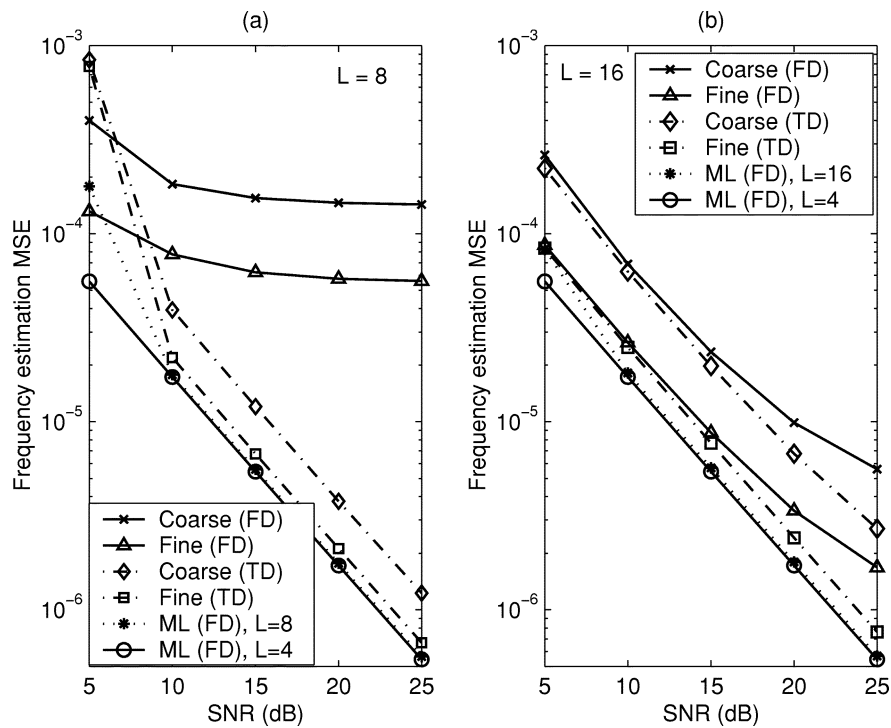 (a)
L = 8
10^-3
10^-4
10^-5
10^-6
Frequency estimation MSE
Coarse (FD)
Fine (FD)
Coarse (TD)
Fine (TD)
ML (FD), L=8
ML (FD), L=4
5 10 15 20 25
SNR (dB)
(b)
L = 16
10^-3
10^-4
10^-5
10^-6
Frequency estimation MSE
Coarse (FD)
Fine (FD)
Coarse (TD)
Fine (TD)
ML (FD), L=16
ML (FD), L=4
5 10 15 20 25
SNR (dB)